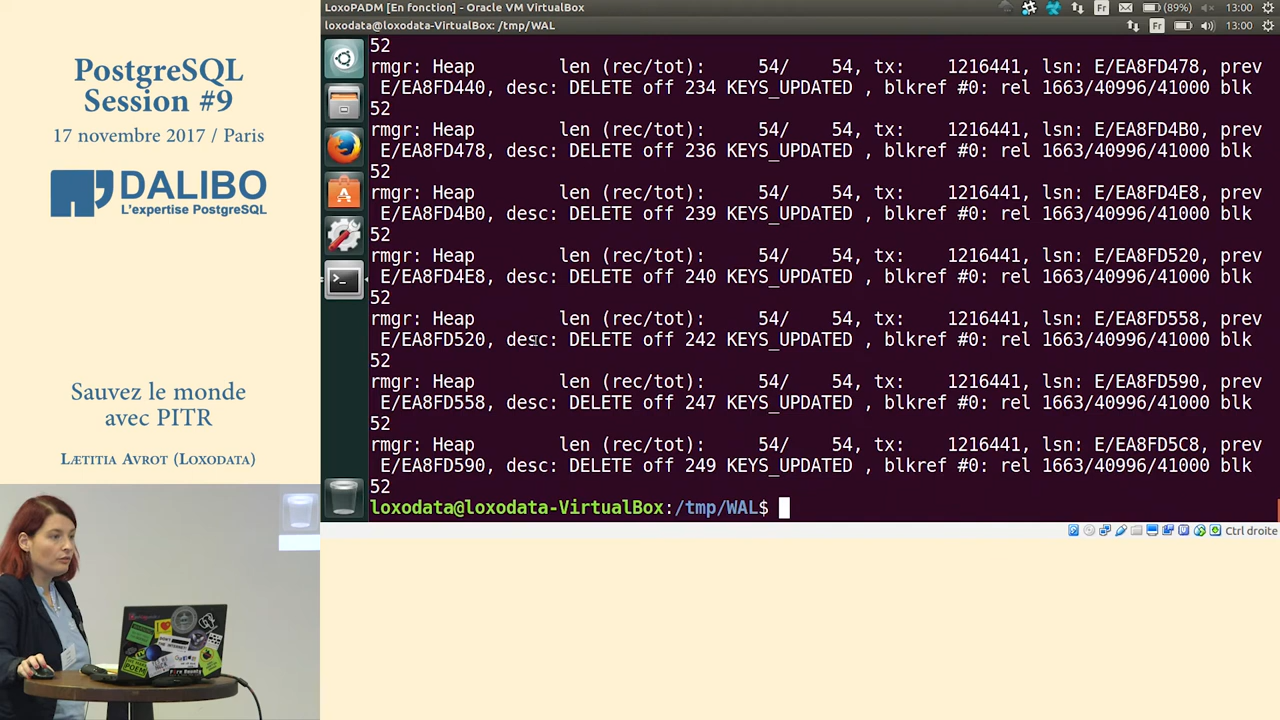 PostgreSQL
Session #9
17 novembre 2017 / Paris
DALIBO
L'expertise PostgreSQL
Sauvez le monde
avec PITR
Lætitia Avrot (Loxodata)
LoxoPADM [En fonction] - Oracle VM VirtualBox
Fr
(89%)
13:00
loxodata@loxodata-VirtualBox: /tmp/WAL
Fr
13:00
52
rmgr: Heap        len (rec/tot):     54/    54, tx:    1216441, lsn: E/EA8FD478, prev
E/EA8FD440, desc: DELETE off 234 KEYS_UPDATED , blkref #0: rel 1663/40996/41000 blk
52
rmgr: Heap        len (rec/tot):     54/    54, tx:    1216441, lsn: E/EA8FD4B0, prev
E/EA8FD478, desc: DELETE off 236 KEYS_UPDATED , blkref #0: rel 1663/40996/41000 blk
52
rmgr: Heap        len (rec/tot):     54/    54, tx:    1216441, lsn: E/EA8FD4E8, prev
E/EA8FD4B0, desc: DELETE off 239 KEYS_UPDATED , blkref #0: rel 1663/40996/41000 blk
52
rmgr: Heap        len (rec/tot):     54/    54, tx:    1216441, lsn: E/EA8FD520, prev
E/EA8FD4E8, desc: DELETE off 240 KEYS_UPDATED , blkref #0: rel 1663/40996/41000 blk
52
rmgr: Heap        len (rec/tot):     54/    54, tx:    1216441, lsn: E/EA8FD558, prev
E/EA8FD520, desc: DELETE off 242 KEYS_UPDATED , blkref #0: rel 1663/40996/41000 blk
52
rmgr: Heap        len (rec/tot):     54/    54, tx:    1216441, lsn: E/EA8FD590, prev
E/EA8FD558, desc: DELETE off 247 KEYS_UPDATED , blkref #0: rel 1663/40996/41000 blk
52
rmgr: Heap        len (rec/tot):     54/    54, tx:    1216441, lsn: E/EA8FD5C8, prev
E/EA8FD590, desc: DELETE off 249 KEYS_UPDATED , blkref #0: rel 1663/40996/41000 blk
52
loxodata@loxodata-VirtualBox:/tmp/WAL$
Ctrl droite